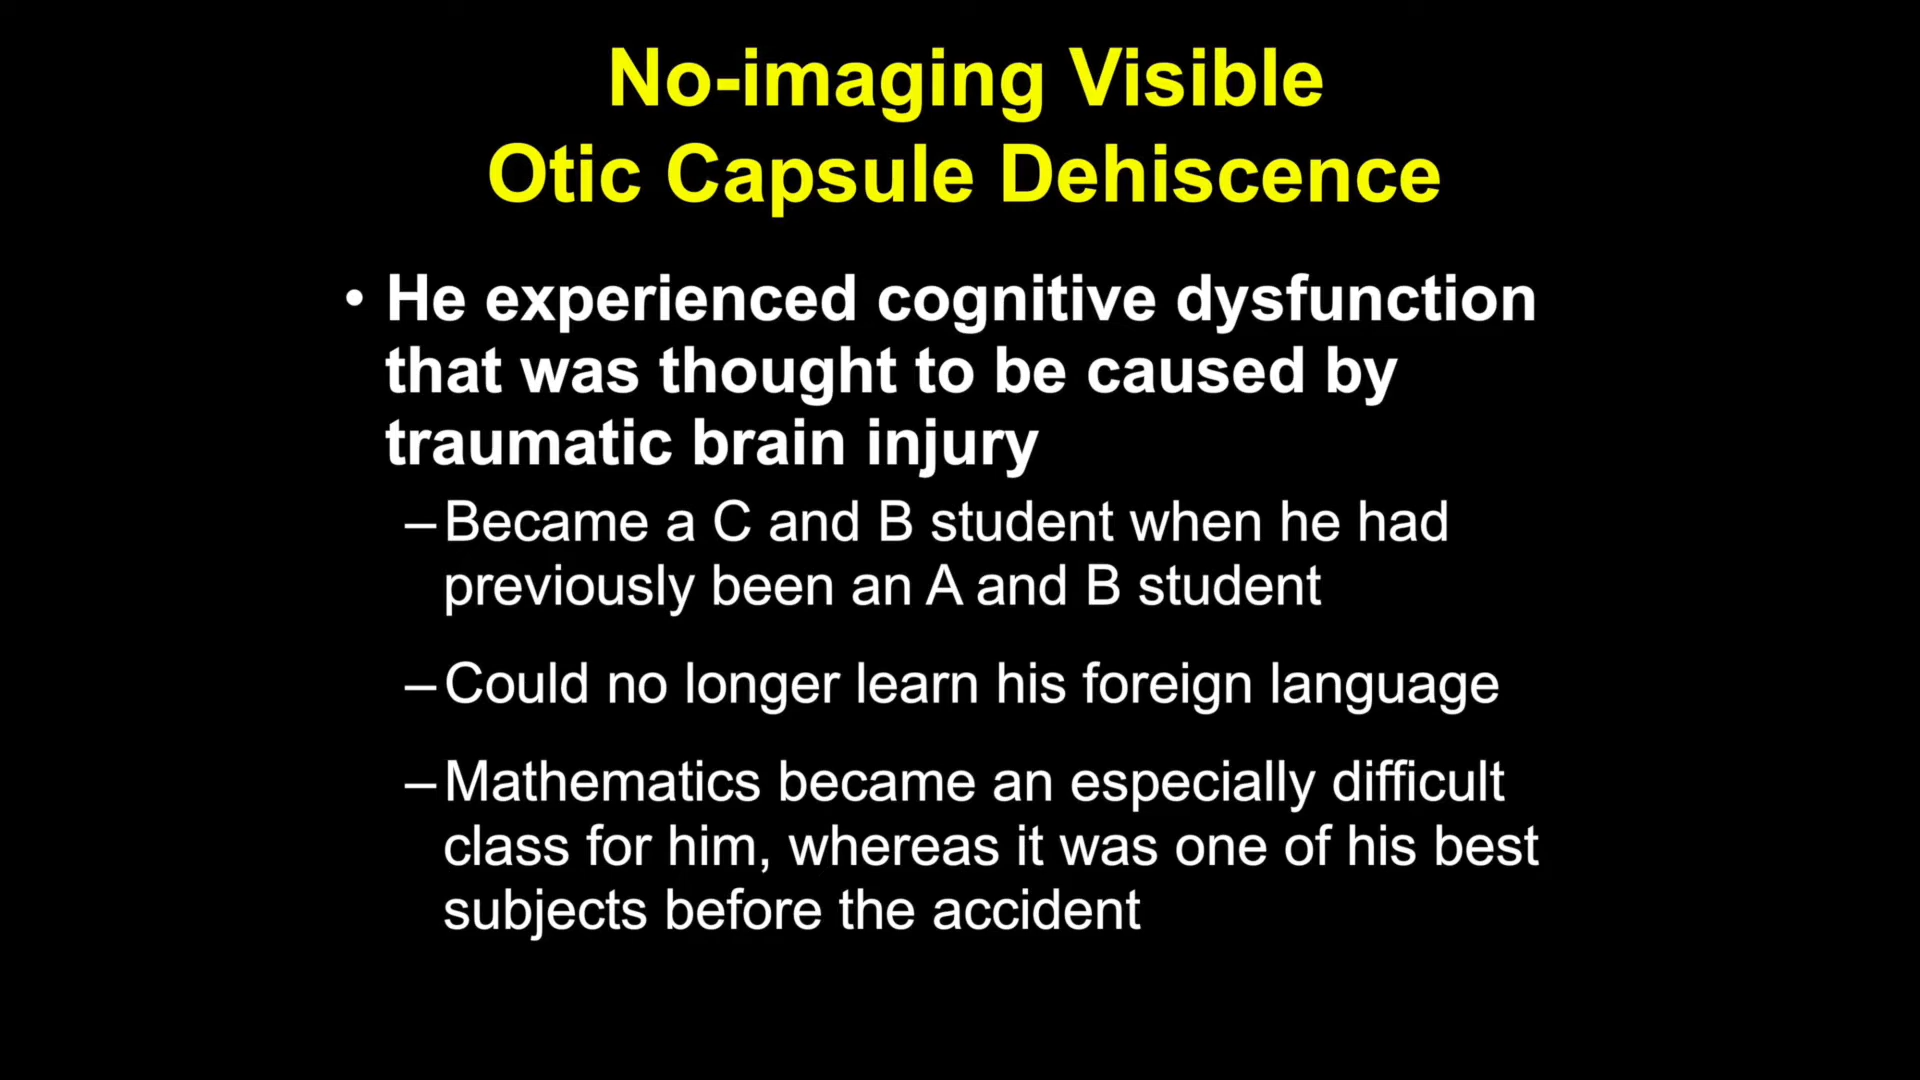 No-imaging Visible
Otic Capsule Dehiscence
• He experienced cognitive dysfunction
that was thought to be caused by
traumatic brain injury
–Became a C and B student when he had
previously been an A and B student
–Could no longer learn his foreign language
–Mathematics became an especially difficult
class for him, whereas it was one of his best
subjects before the accident